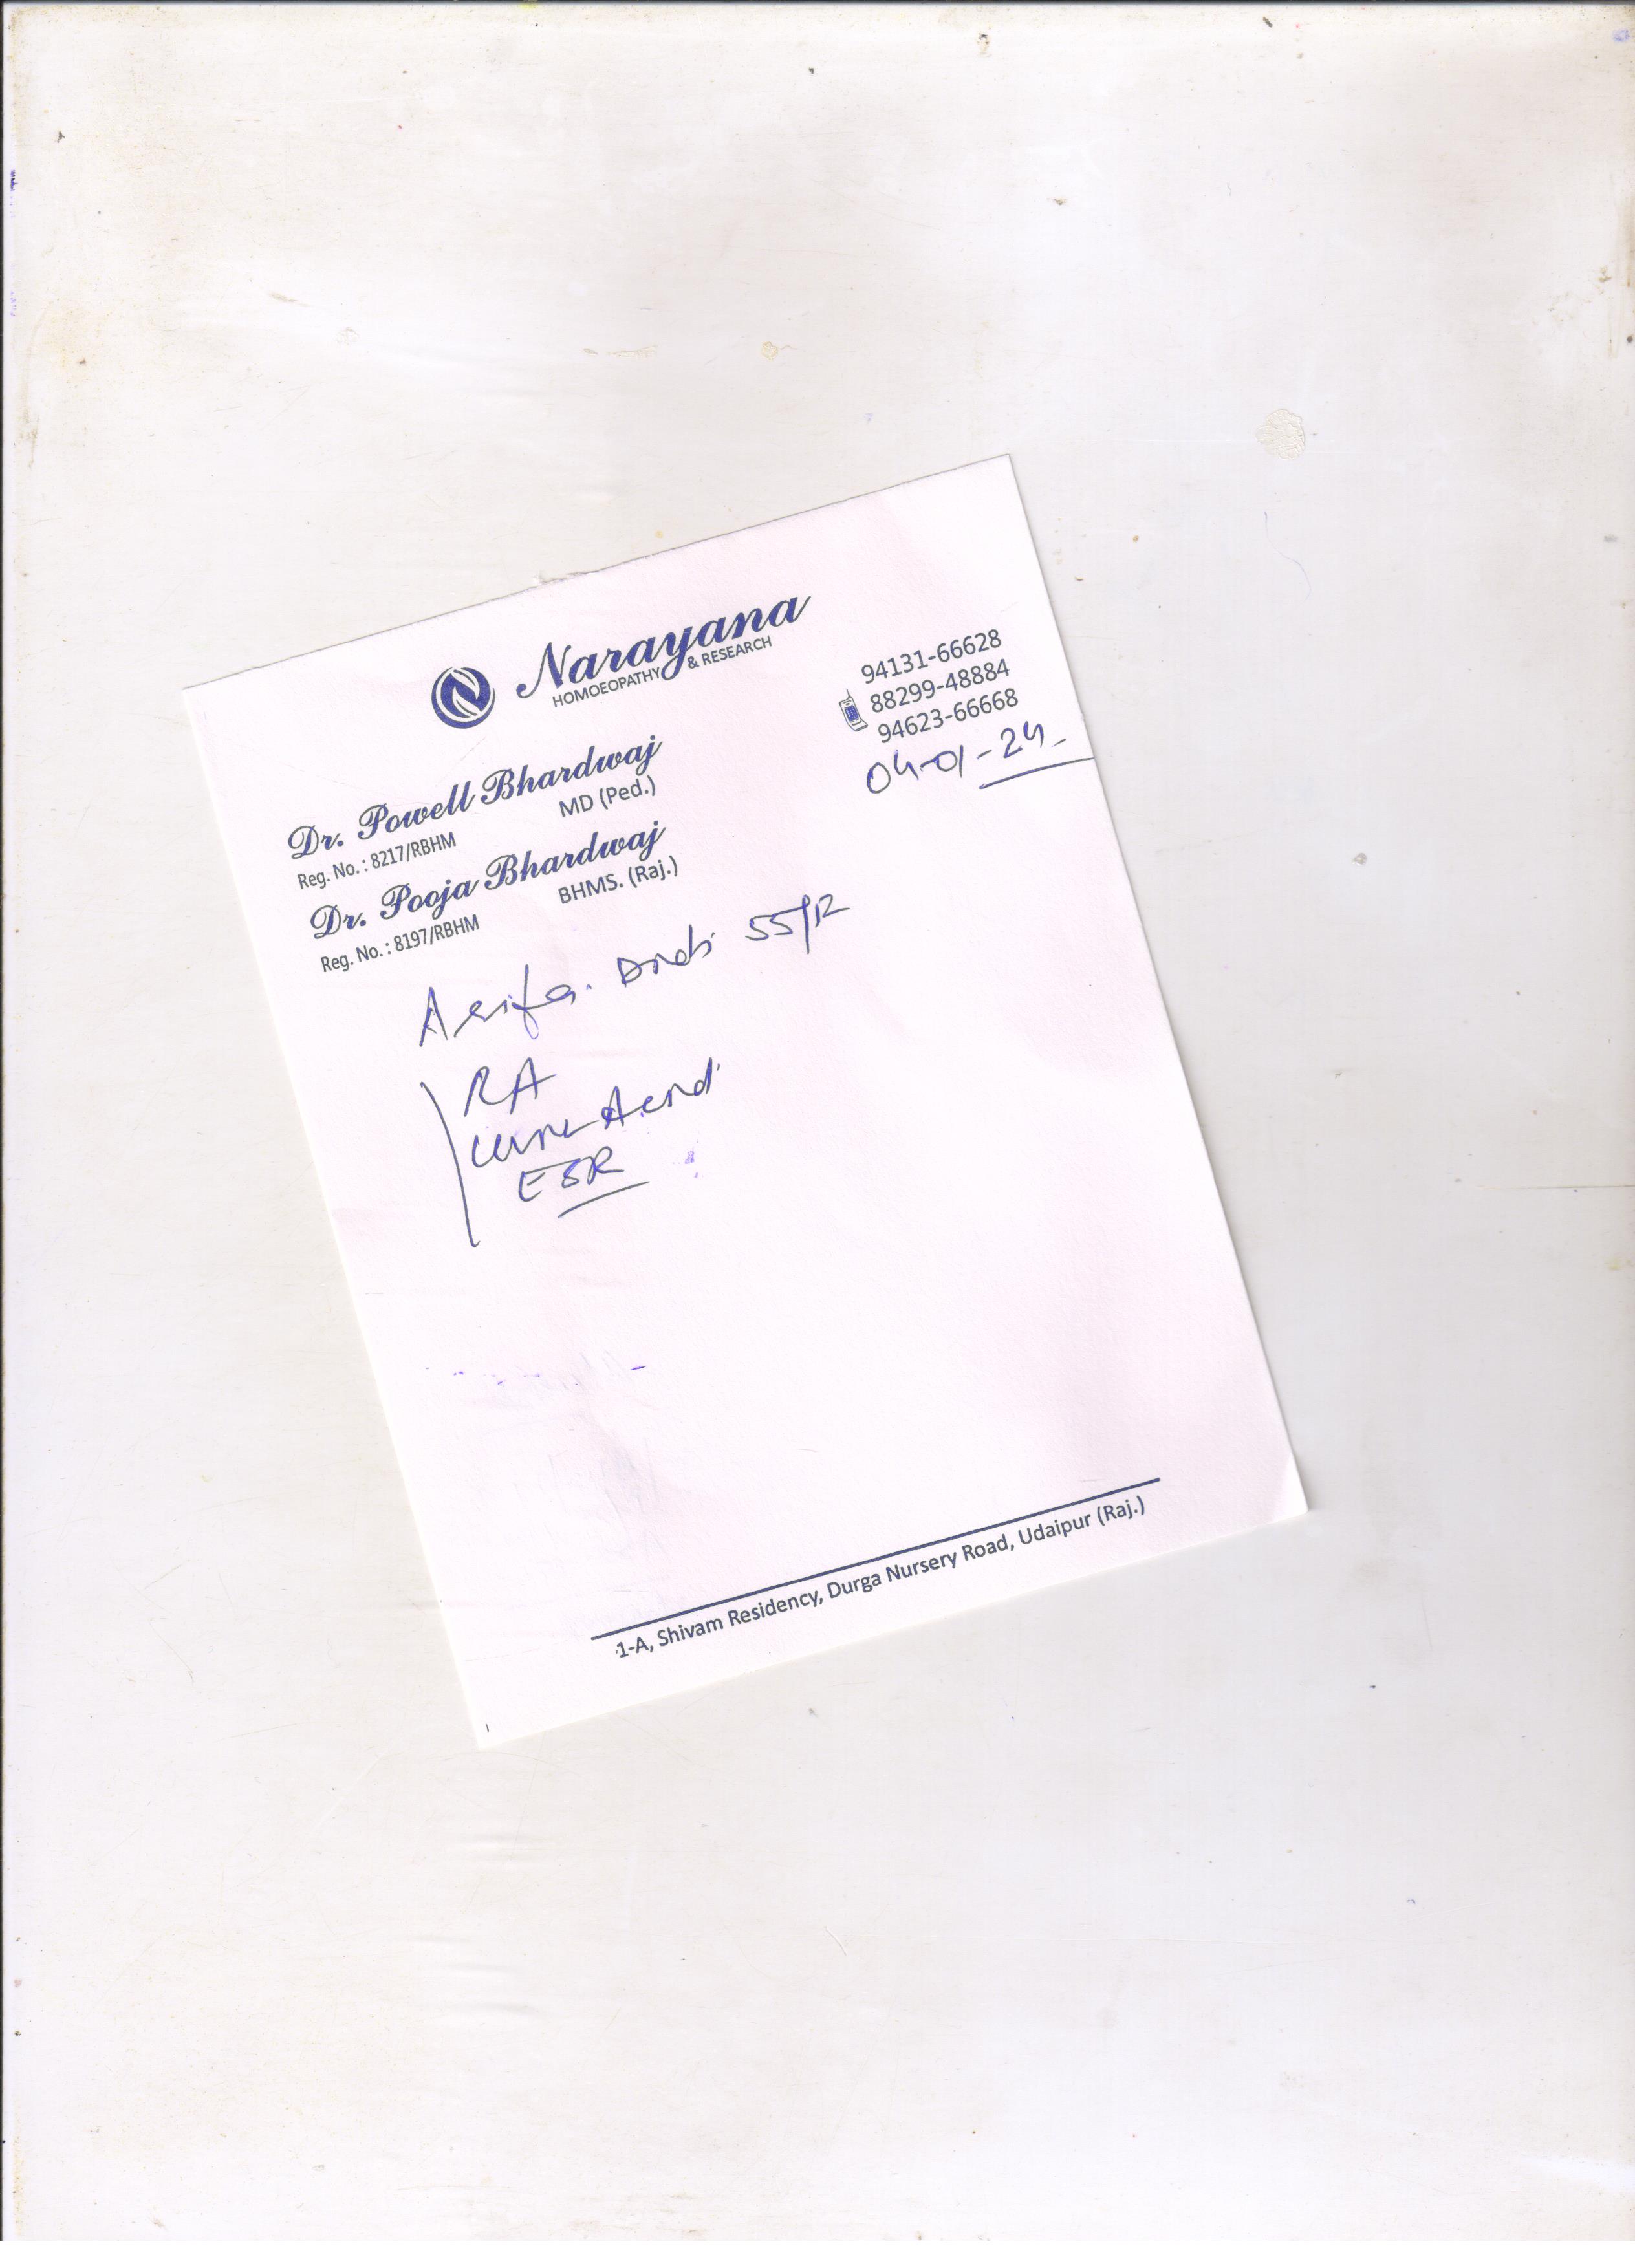 Narayana
HOMOEOPATHY & RESEARCH
94131-66628
88299-48884
94623-66668
04-01-24
Dr. Powell Bhardwaj
MD (Ped.)
Reg. No. : 8217/RBHM
Dr. Pooja Bhardwaj
BHMS. (Raj.)
Reg. No. : 8197/RBHM
55/
RA
ESR
1-A, Shivam Residency, Durga Nursery Road, Udaipur (Raj.)